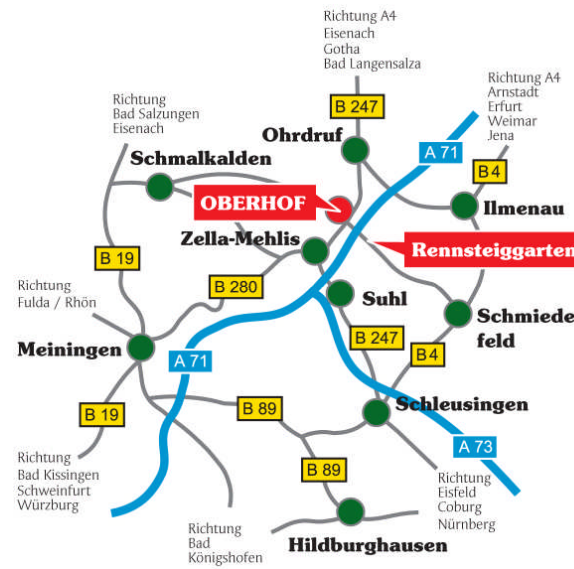 Richtung A4
Eisenach
Gotha
Bad Langensalza
Richtung A4
Arnstadt
Erfurt
Weimar
Jena
Richtung
Bad Salzungen
Eisenach
B 247
Ohrdruf
A 71
B 4
Schmalkalden
OBERHOF
Ilmenau
Zella-Mehlis
Rennsteiggarten
B 19
B 280
Richtung
Fulda / Rhön
Suhl
Schmiede
feld
Meiningen
A 71
B 247
B 4
B 19
B 89
Schleusingen
A 73
Richtung
Bad Kissingen
Schweinfurt
Würzburg
B 89
Richtung
Eisfeld
Coburg
Nürnberg
Richtung
Bad
Königshofen
Hildburghausen